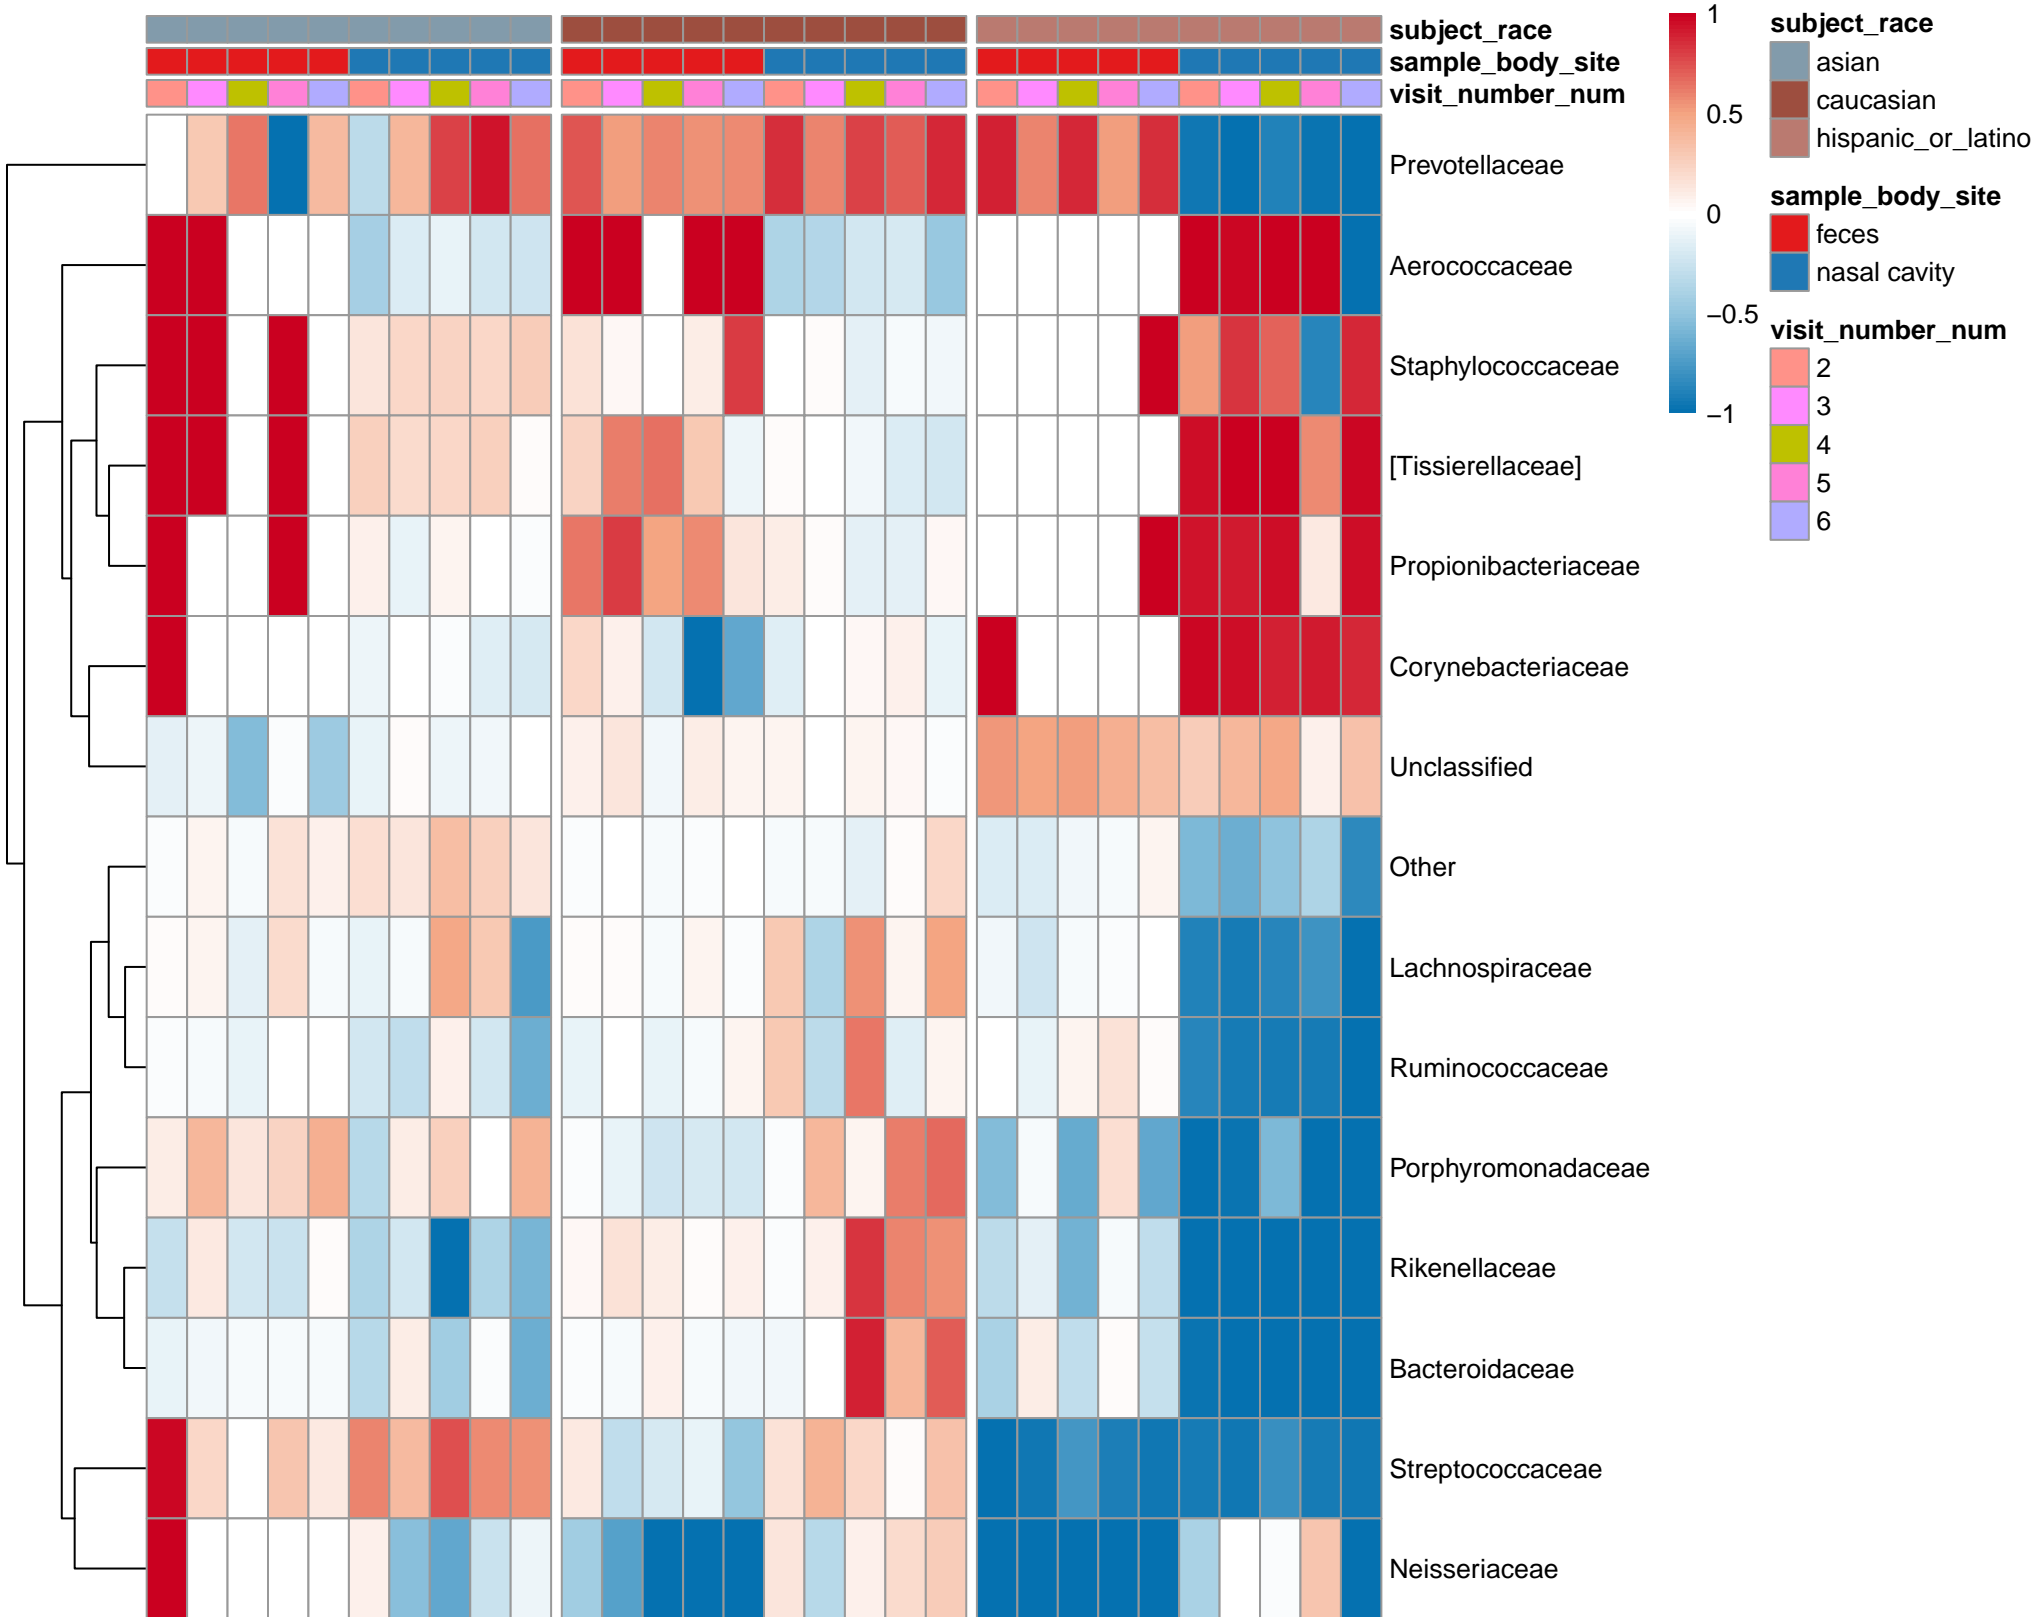 subject_race
sample_body_site
visit_number_num
Prevotellaceae
Aerococcaceae
Staphylococcaceae
[Tissierellaceae]
Propionibacteriaceae
Corynebacteriaceae
Unclassified
Other
Lachnospiraceae
Ruminococcaceae
Porphyromonadaceae
Rikenellaceae
Bacteroidaceae
Streptococcaceae
Neisseriaceae
1
0.5
0
−0.5
−1
subject_race
asian
caucasian
hispanic_or_latino
sample_body_site
feces
nasal cavity
visit_number_num
2
3
4
5
6